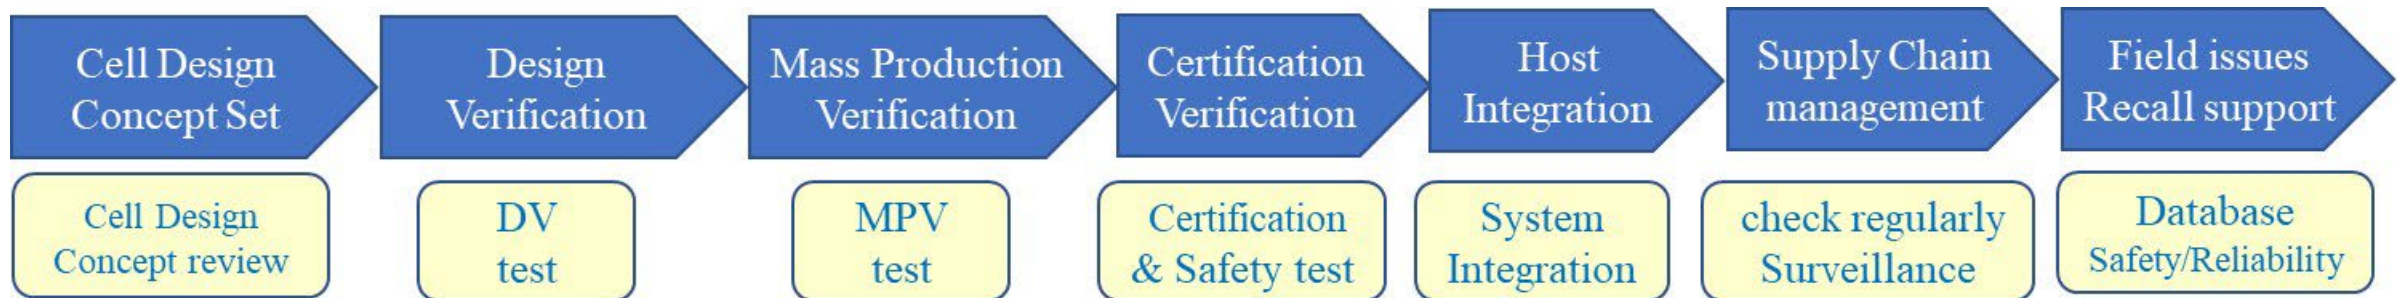 Cell Design
Concept Set
Design
Verification
Mass Production
Verification
Certification
Verification
Host
Integration
Supply Chain
management
Field issues
Recall support
Cell Design
Concept review
DV
test
MPV
test
Certification
& Safety test
System
Integration
check regularly
Surveillance
Database
Safety/Reliability